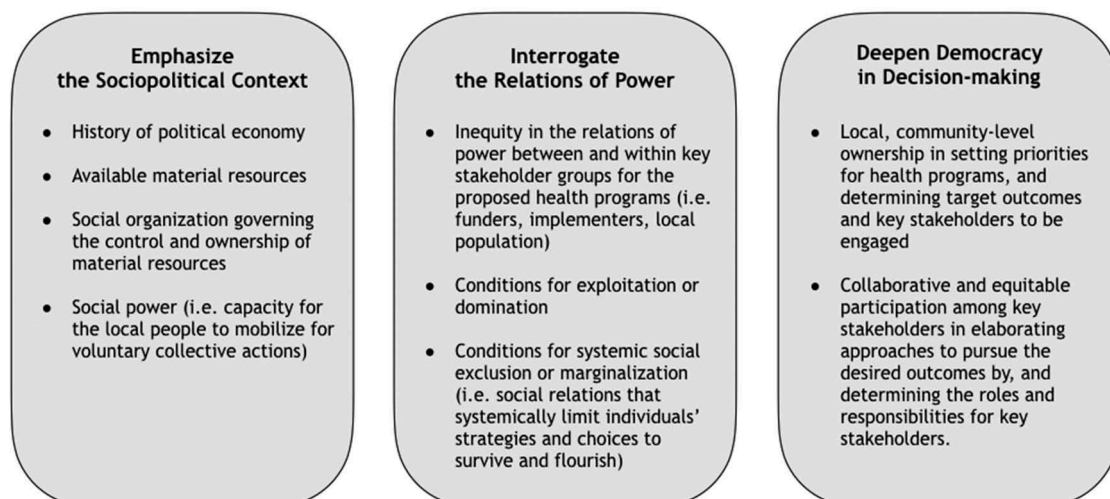 Emphasize
the Sociopolitical Context
● History of political economy
● Available material resources
● Social organization governing
the control and ownership of
material resources
● Social power (i.e. capacity for
the local people to mobilize for
voluntary collective actions)
Interrogate
the Relations of Power
● Inequity in the relations of
power between and within key
stakeholder groups for the
proposed health programs (i.e.
funders, implementers, local
population)
● Conditions for exploitation or
domination
● Conditions for systemic social
exclusion or marginalization
(i.e. social relations that
systemically limit individuals’
strategies and choices to
survive and flourish)
Deepen Democracy
in Decision-making
● Local, community-level
ownership in setting priorities
for health programs, and
determining target outcomes
and key stakeholders to be
engaged
● Collaborative and equitable
participation among key
stakeholders in elaborating
approaches to pursue the
desired outcomes by, and
determining the roles and
responsibilities for key
stakeholders.